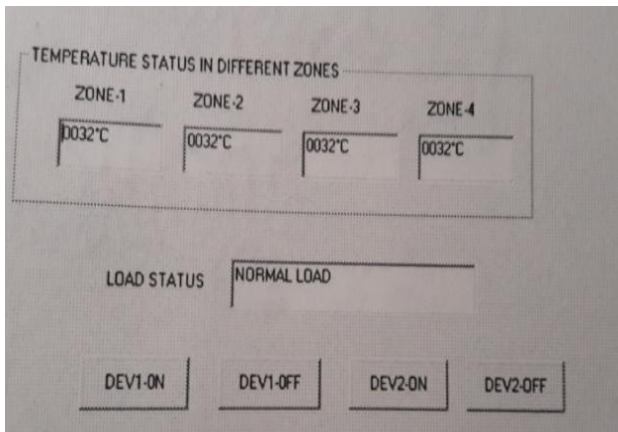 TEMPERATURE STATUS IN DIFFERENT ZONES
ZONE-1 ZONE-2 ZONE-3 ZONE-4
0032°C 0032°C 0032°C 0032°C
LOAD STATUS NORMAL LOAD
DEV1-ON DEV1-OFF DEV2-ON DEV2-OFF